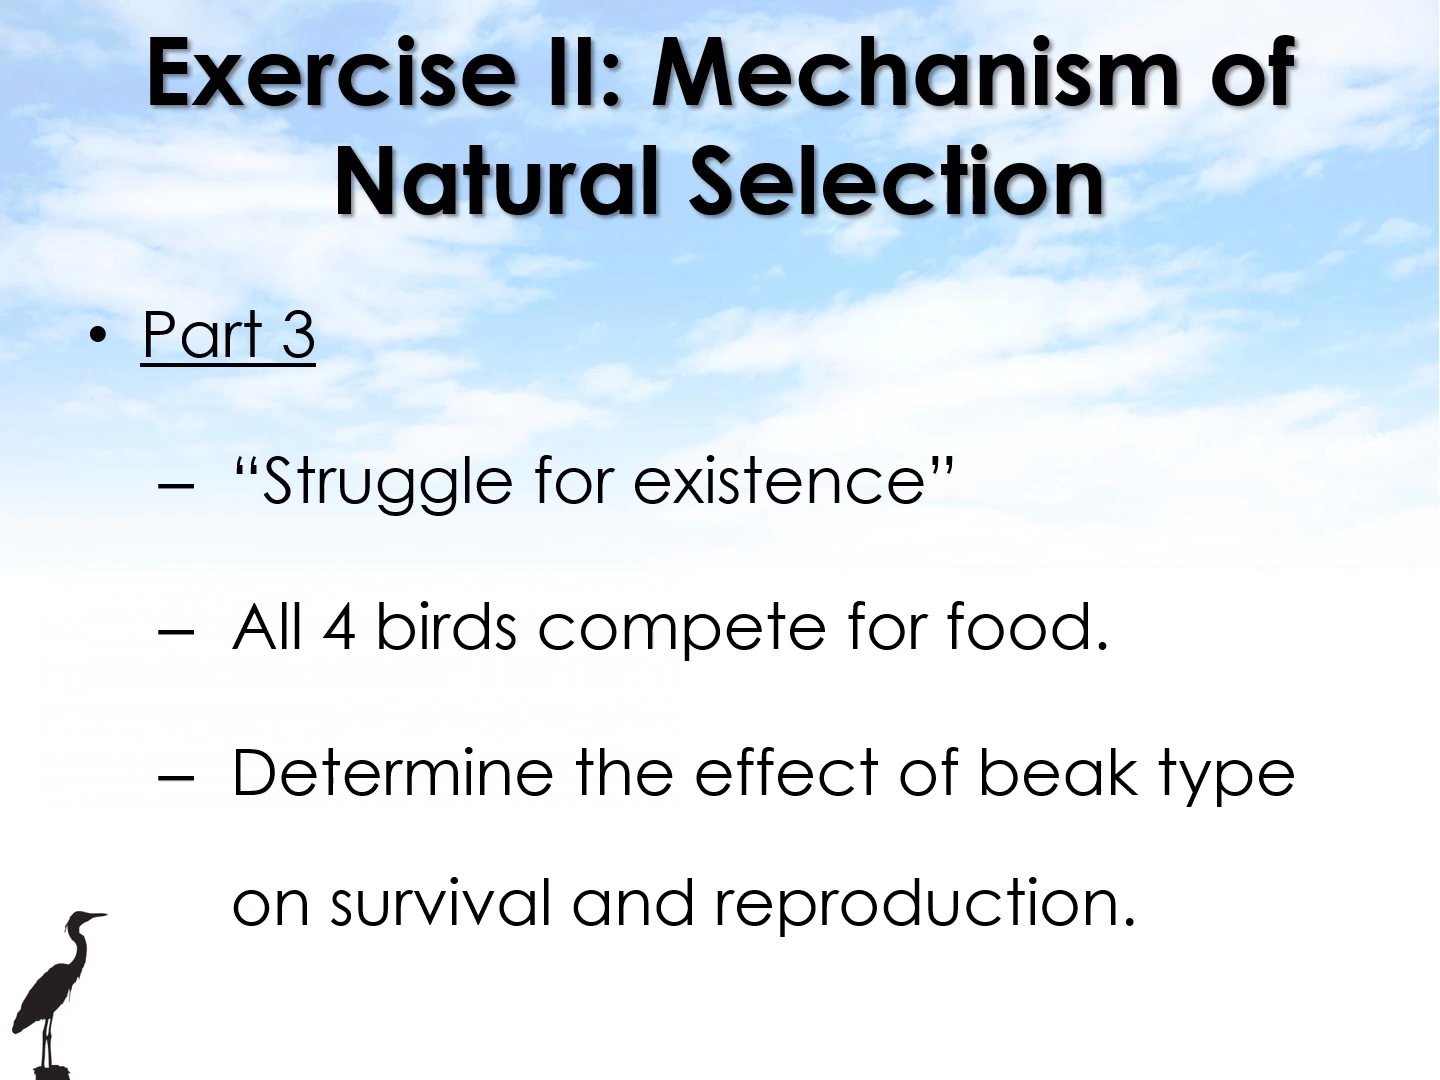 Exercise II: Mechanism of
Natural Selection
• Part 3
– “Struggle for existence”
– All 4 birds compete for food.
– Determine the effect of beak type
on survival and reproduction.